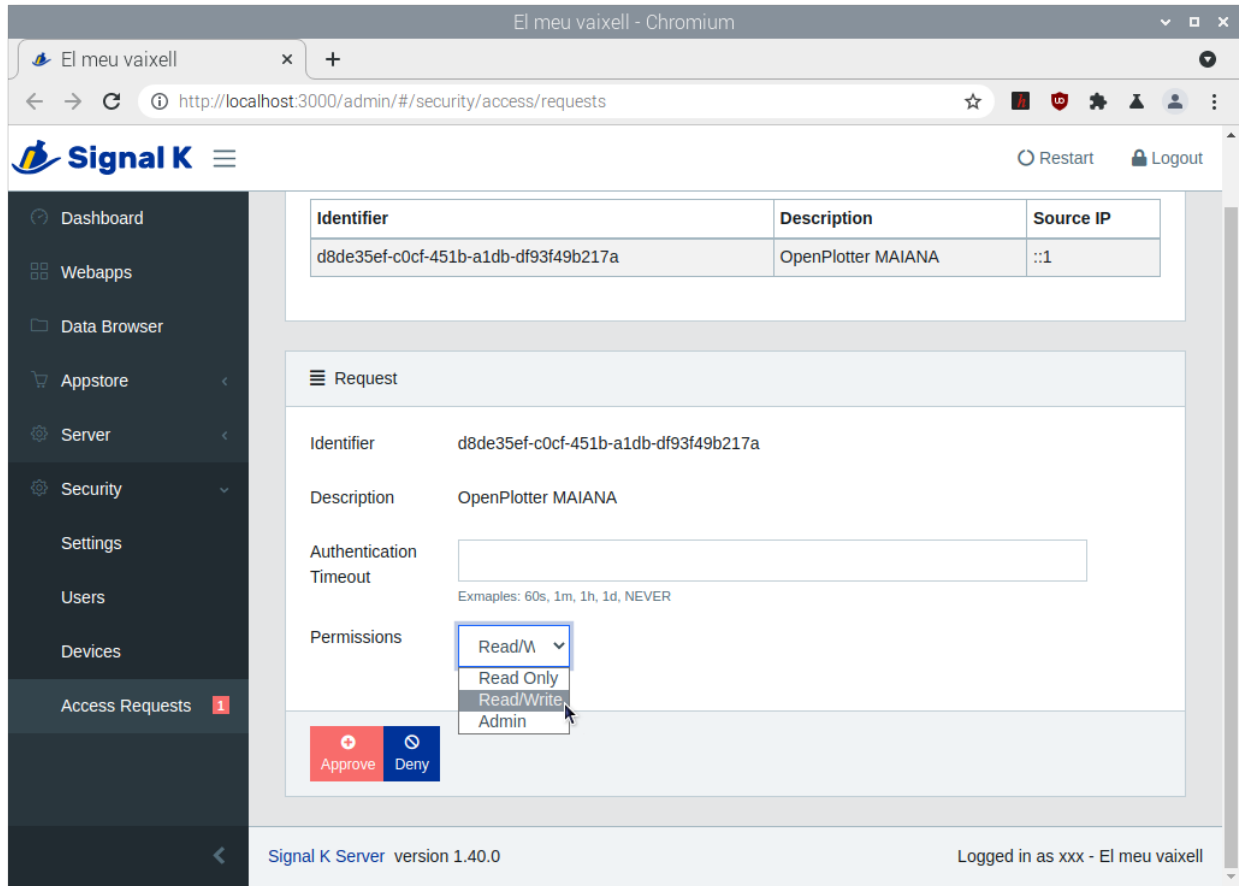 El meu vaixell - Chromium
El meu vaixell
http://localhost:3000/admin/#/security/access/requests
Signal K
Restart
Logout
Dashboard
Webapps
Data Browser
Appstore
Server
Security
Settings
Users
Devices
Access Requests 1
Identifier Description Source IP
d8de35ef-c0cf-451b-a1db-df93f49b217a OpenPlotter MAIANA ::1
Request
Identifier d8de35ef-c0cf-451b-a1db-df93f49b217a
Description OpenPlotter MAIANA
Authentication
Timeout
Exmaples: 60s, 1m, 1h, 1d, NEVER
Permissions
Read/W
Read Only
Read/Write
Admin
Approve Deny
Signal K Server version 1.40.0
Logged in as xxx - El meu vaixell